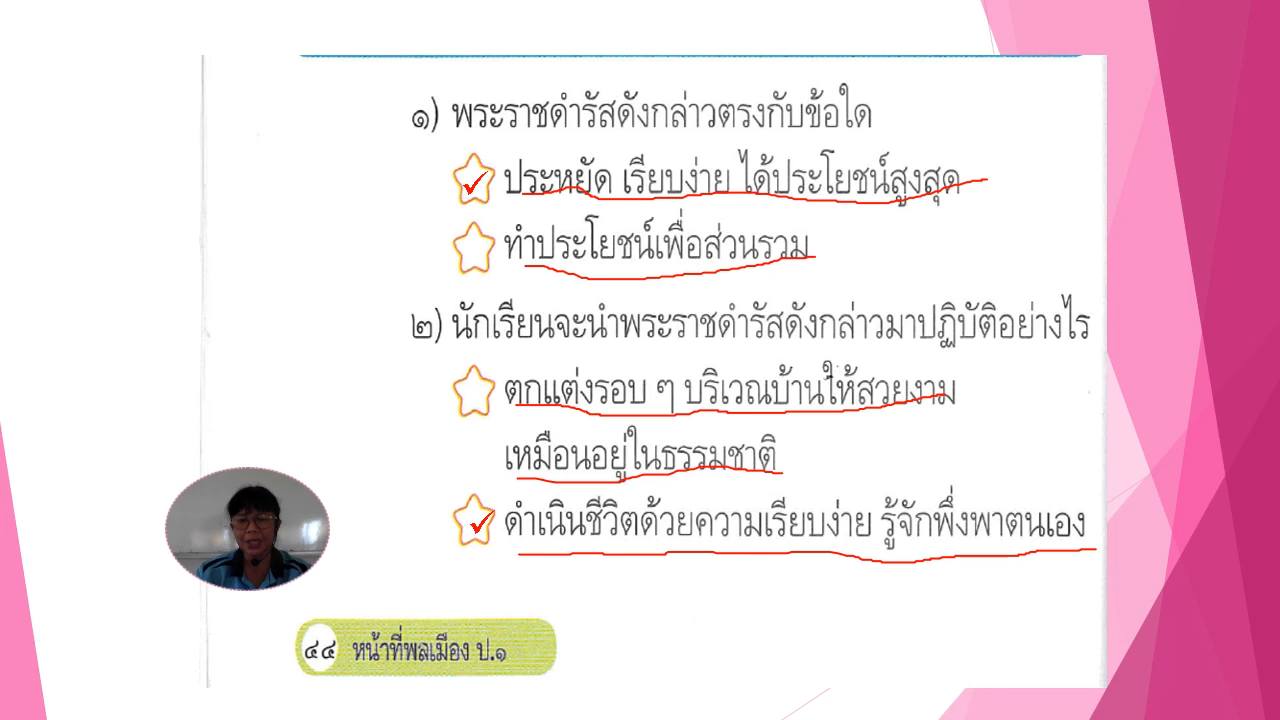 ๑) พระราชดำรัสดังกล่าวตรงกับข้อใด
ประหยัด เรียบง่าย ได้ประโยชน์สูงสุด
ทำประโยชน์เพื่อส่วนรวม
๒) นักเรียนจะนำพระราชดำรัสดังกล่าวมาปฏิบัติอย่างไร
ตกแต่งรอบ ๆ บริเวณบ้านให้สวยงาม
เหมือนอยู่ในธรรมชาติ
ดำเนินชีวิตด้วยความเรียบง่าย รู้จักพึ่งพาตนเอง
๔๔ หน้าที่พลเมือง ป.๑